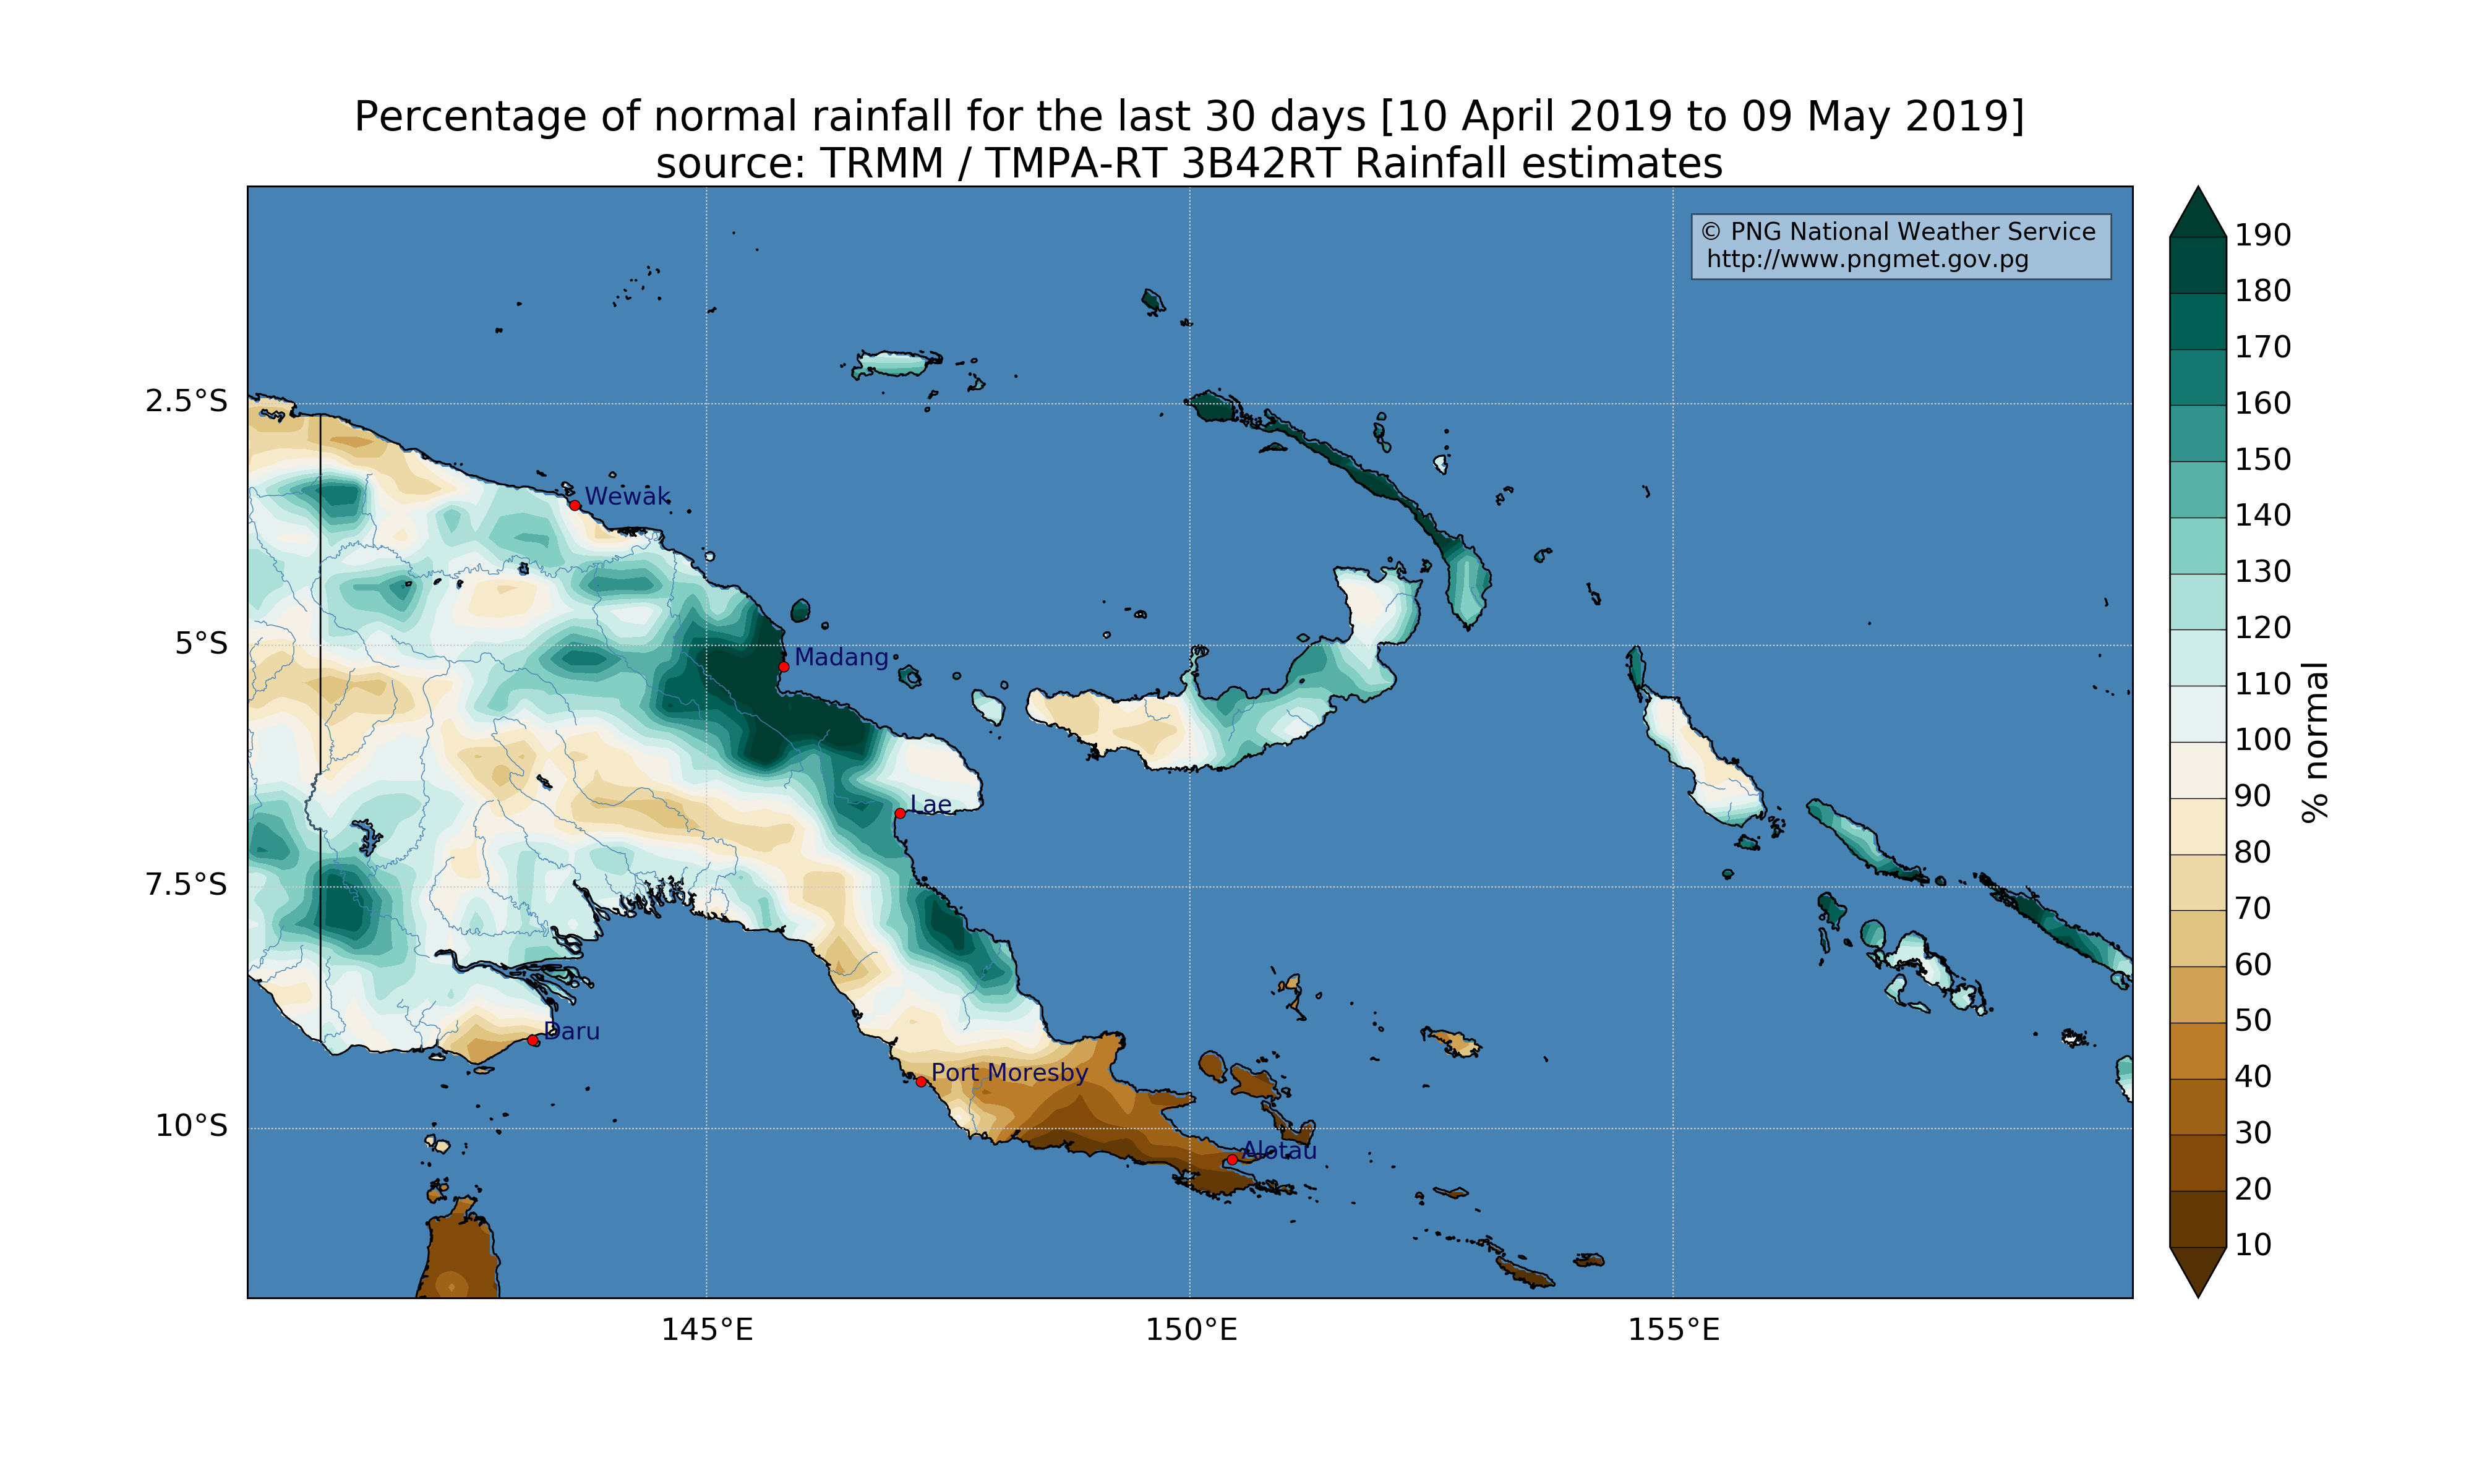 Percentage of normal rainfall for the last 30 days [10 April 2019 to 09 May 2019]
source: TRMM / TMPA-RT 3B42RT Rainfall estimates
© PNG National Weather Service
http://www.pngmet.gov.pg
2.5°S
5°S
7.5°S
10°S
Wewak
Madang
Lae
Daru
Port Moresby
Alotau
145°E
150°E
155°E
190
180
170
160
150
140
130
120
110
100
90
80
70
60
50
40
30
20
10
% normal